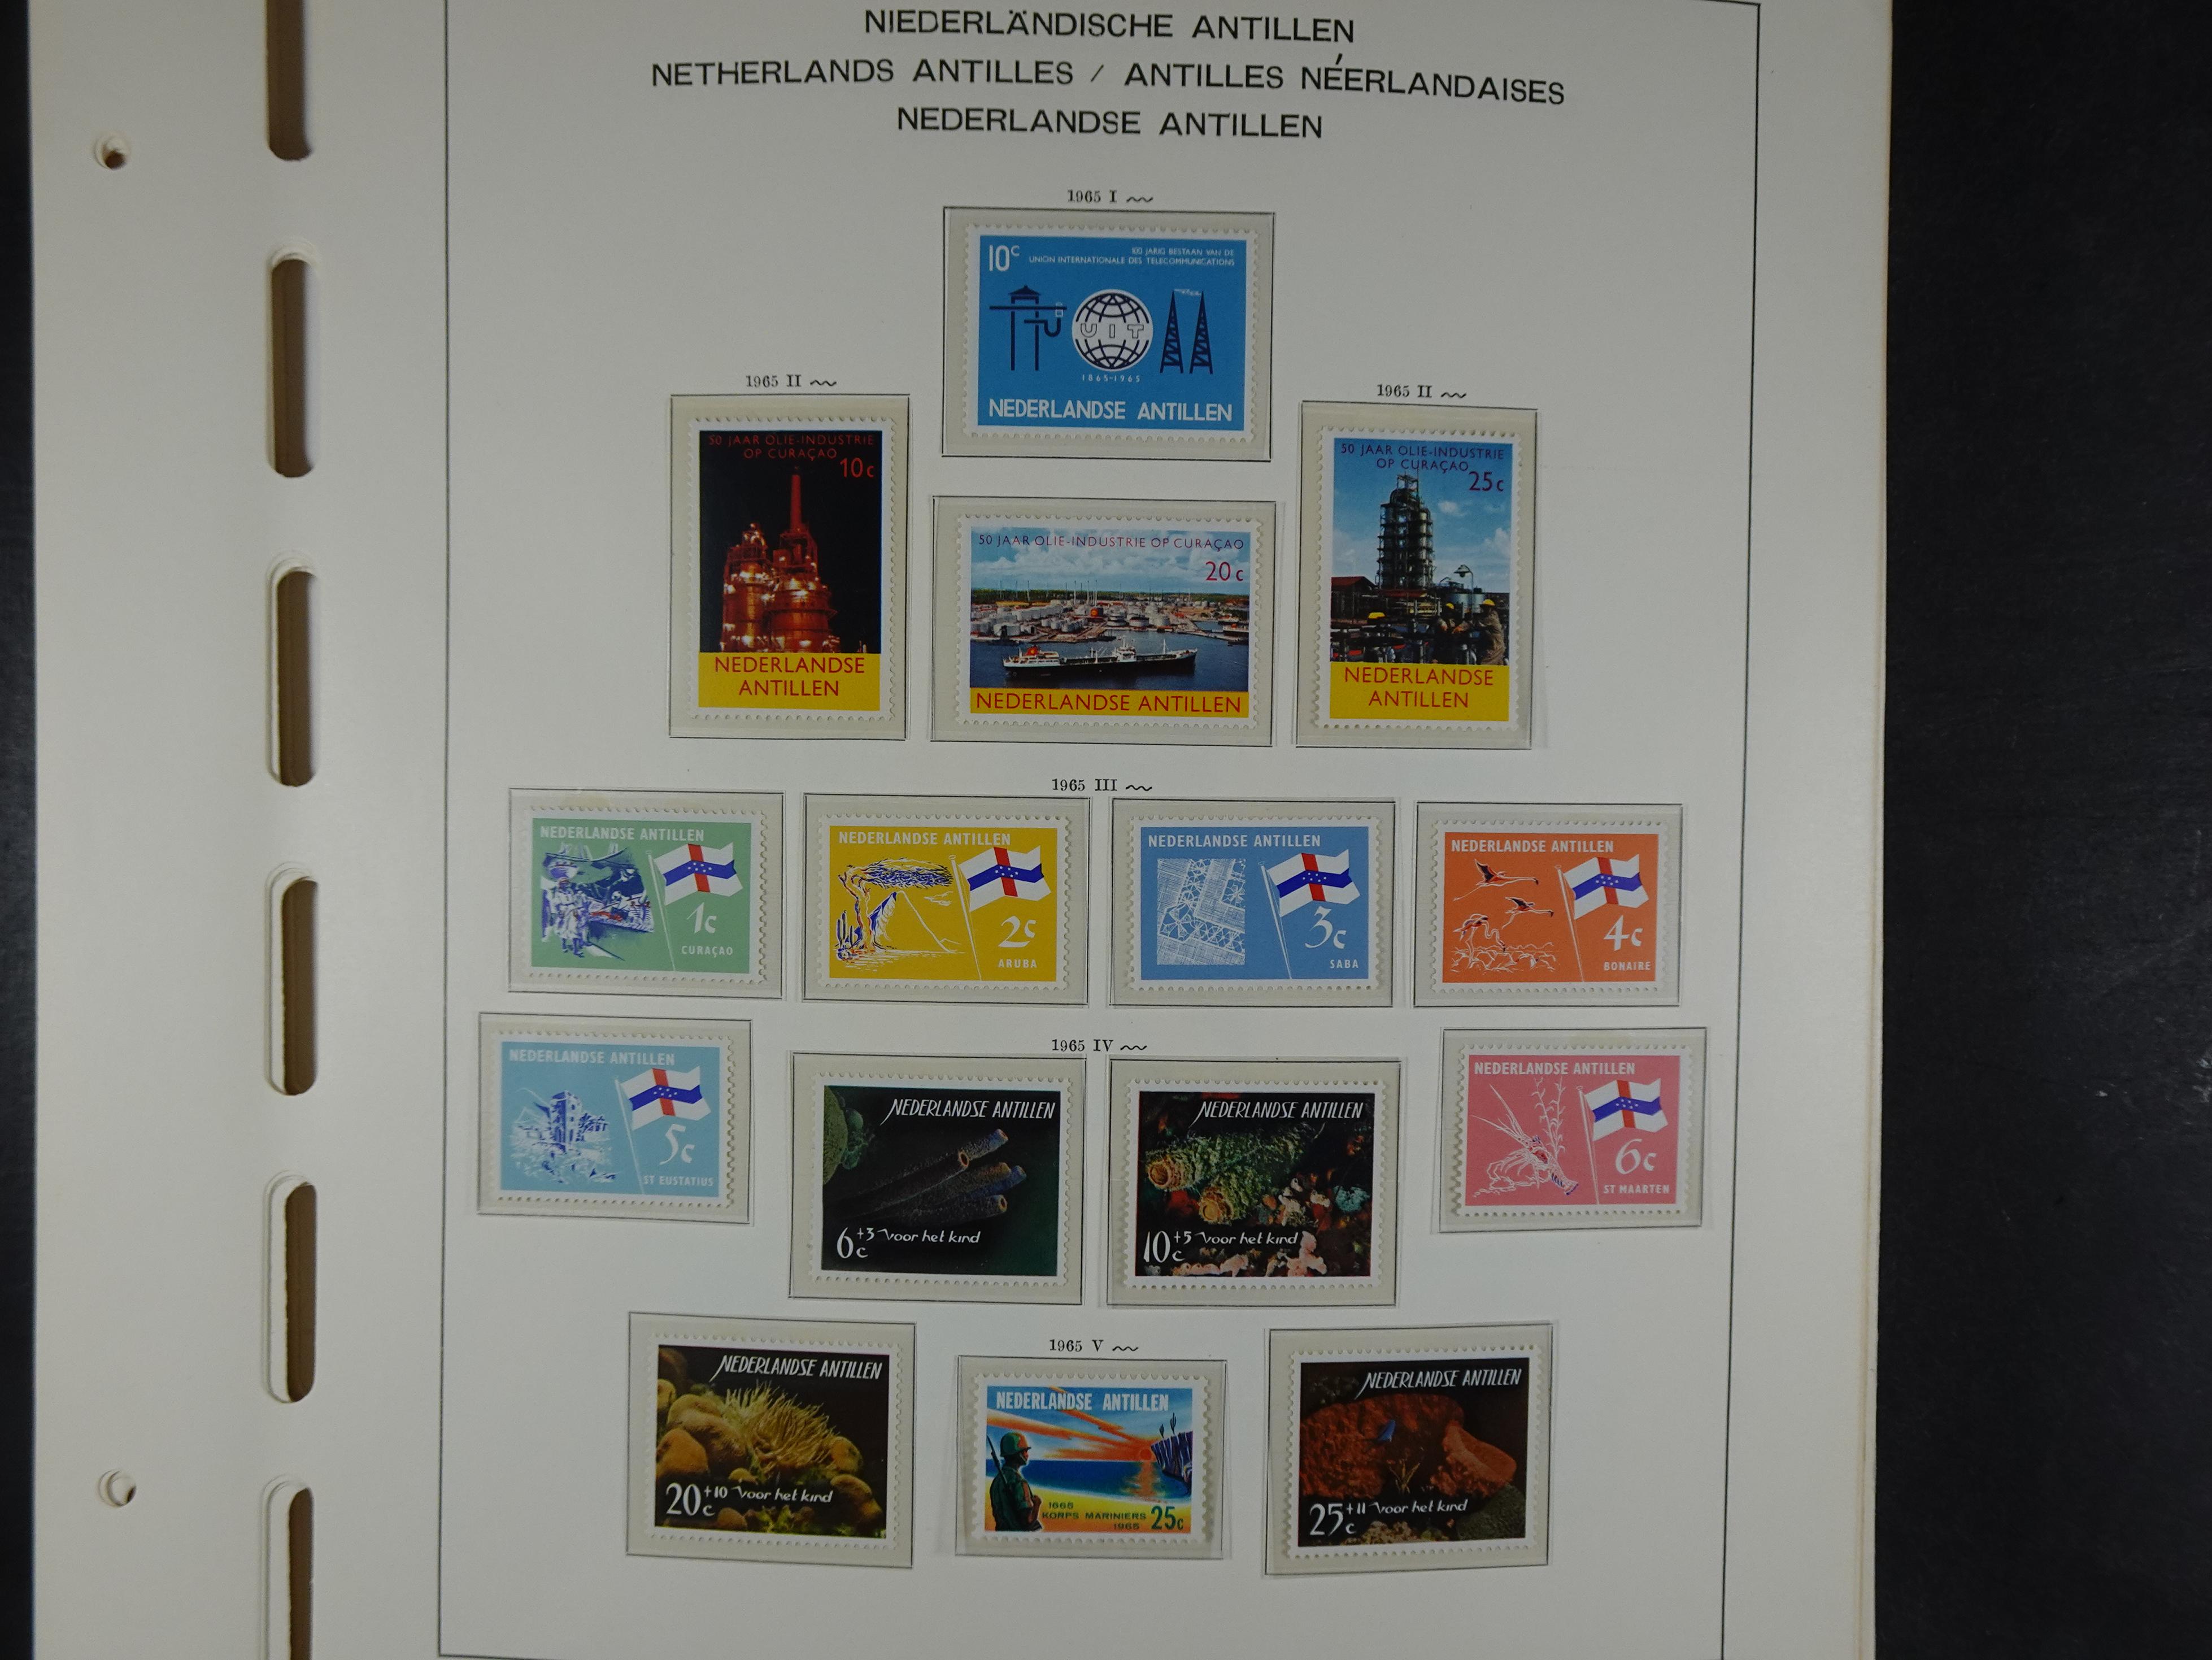 NIEDERLÄNDISCHE ANTILLEN
NETHERLANDS ANTILLES / ANTILLES NÉERLANDAISES
NEDERLANDSE ANTILLEN
1965 I
10c
100 JARIG BESTAAN VAN DE
UNION INTERNATIONALE DES TELECOMMUNICATIONS
UIT
1865-1965
NEDERLANDSE ANTILLEN
1965 II
50 JAAR OLIE-INDUSTRIE
OP CURAÇAO
10c
NEDERLANDSE
ANTILLEN
50 JAAR OLIE-INDUSTRIE OP CURAÇAO
20c
NEDERLANDSE ANTILLEN
1965 II
50 JAAR OLIE-INDUSTRIE
OP CURAÇAO
25c
NEDERLANDSE
ANTILLEN
1965 III
NEDERLANDSE ANTILLEN
1c
CURAÇAO
NEDERLANDSE ANTILLEN
2c
ARUBA
NEDERLANDSE ANTILLEN
3c
SABA
NEDERLANDSE ANTILLEN
4c
BONAIRE
NEDERLANDSE ANTILLEN
5c
ST EUSTATIUS
1965 IV
NEDERLANDSE ANTILLEN
6c+3 Voor het kind
NEDERLANDSE ANTILLEN
10c+5 Voor het kind
NEDERLANDSE ANTILLEN
6c
ST MAARTEN
NEDERLANDSE ANTILLEN
20c+10 Voor het kind
1965 V
NEDERLANDSE ANTILLEN
1665
KORPS MARINIERS
1965
25c
NEDERLANDSE ANTILLEN
25c+11 Voor het kind